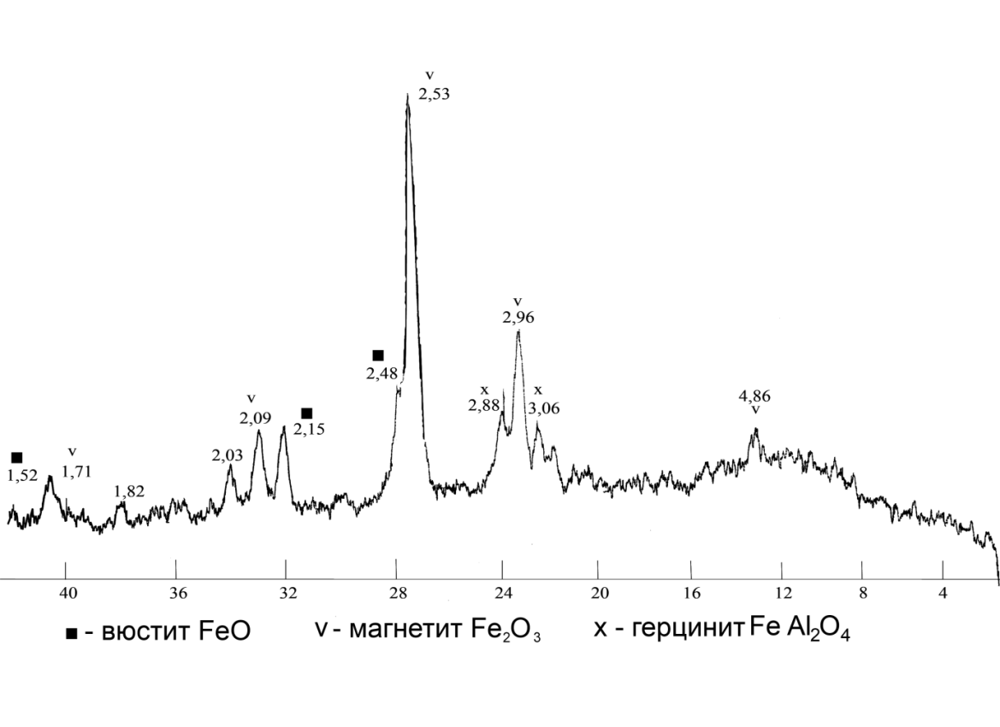 v
2,53
v
2,96
■
2,48
x
2,88
x
3,06
4,86
v
v
2,09
■
2,15
2,03
■
1,52
v
1,71
1,82
40 36 32 28 24 20 16 12 8 4
■ - вюстит FeO v - магнетит Fe₂O₃ x - герцинит Fe Al₂O₄